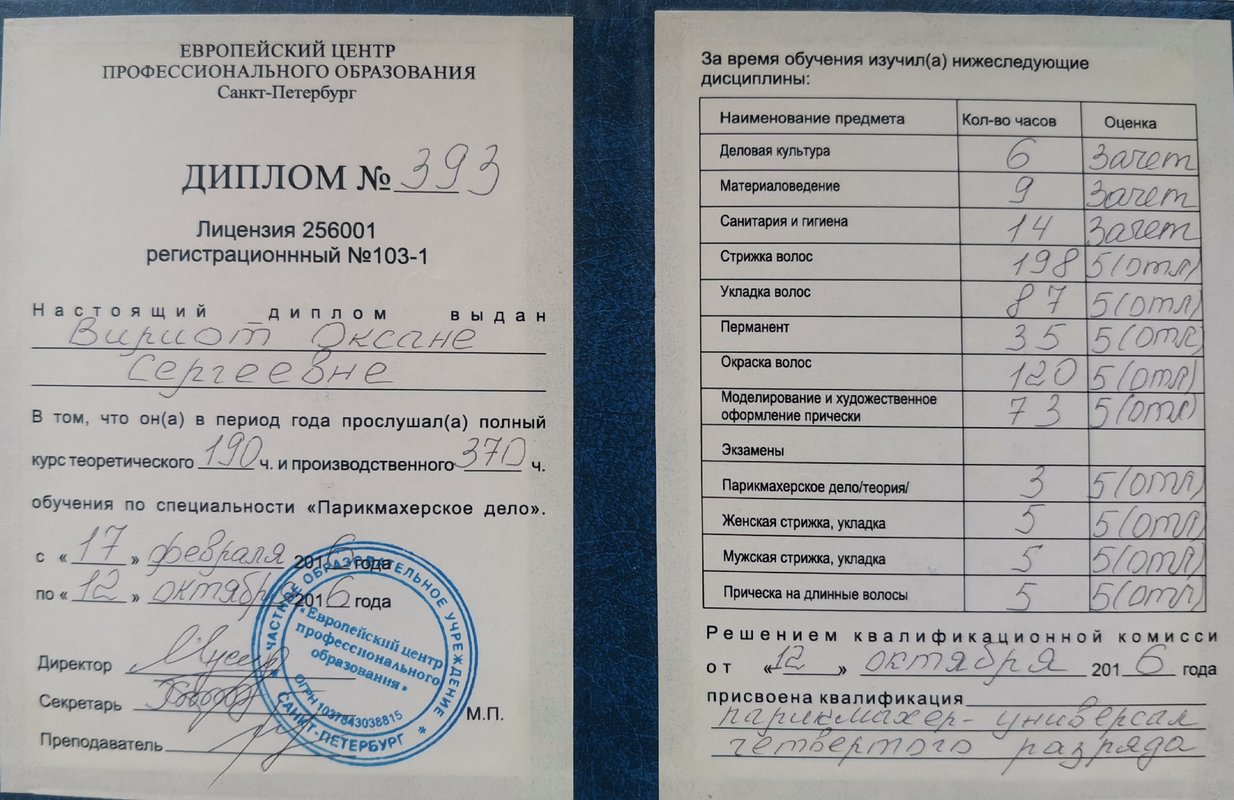 ЕВРОПЕЙСКИЙ ЦЕНТР
ПРОФЕССИОНАЛЬНОГО ОБРАЗОВАНИЯ
Санкт-Петербург
ДИПЛОМ № 393
Лицензия 256001
регистрационнный №103-1
Настоящий диплом выдан
Вириот Оксане
Сергеевне
В том, что он(а) в период года прослушал(а) полный
курс теоретического 190 ч. и производственного 370 ч.
обучения по специальности «Парикмахерское дело».
с «17» февраля 2016 года
по «12» октября 2016 года
Директор
Секретарь
Преподаватель
М.П.
ЧАСТНОЕ ОБРАЗОВАТЕЛЬНОЕ УЧРЕЖДЕНИЕ
САНКТ-ПЕТЕРБУРГ
ОГРН 1037843038815
«Европейский центр
профессионального
образования»
За время обучения изучил(а) нижеследующие
дисциплины:
Наименование предмета Кол-во часов Оценка
Деловая культура 6 Зачет
Материаловедение 9 Зачет
Санитария и гигиена 14 Зачет
Стрижка волос 198 5(отл)
Укладка волос 87 5(отл)
Перманент 35 5(отл)
Окраска волос 120 5(отл)
Моделирование и художественное
оформление прически 73 5(отл)
Экзамены
Парикмахерское дело/теория/ 3 5(отл)
Женская стрижка, укладка 5 5(отл)
Мужская стрижка, укладка 5 5(отл)
Прическа на длинные волосы 5 5(отл)
Решением квалификационной комисси
от «12» октября 2016 года
присвоена квалификация
парикмахер-универсал
четвертого разряда